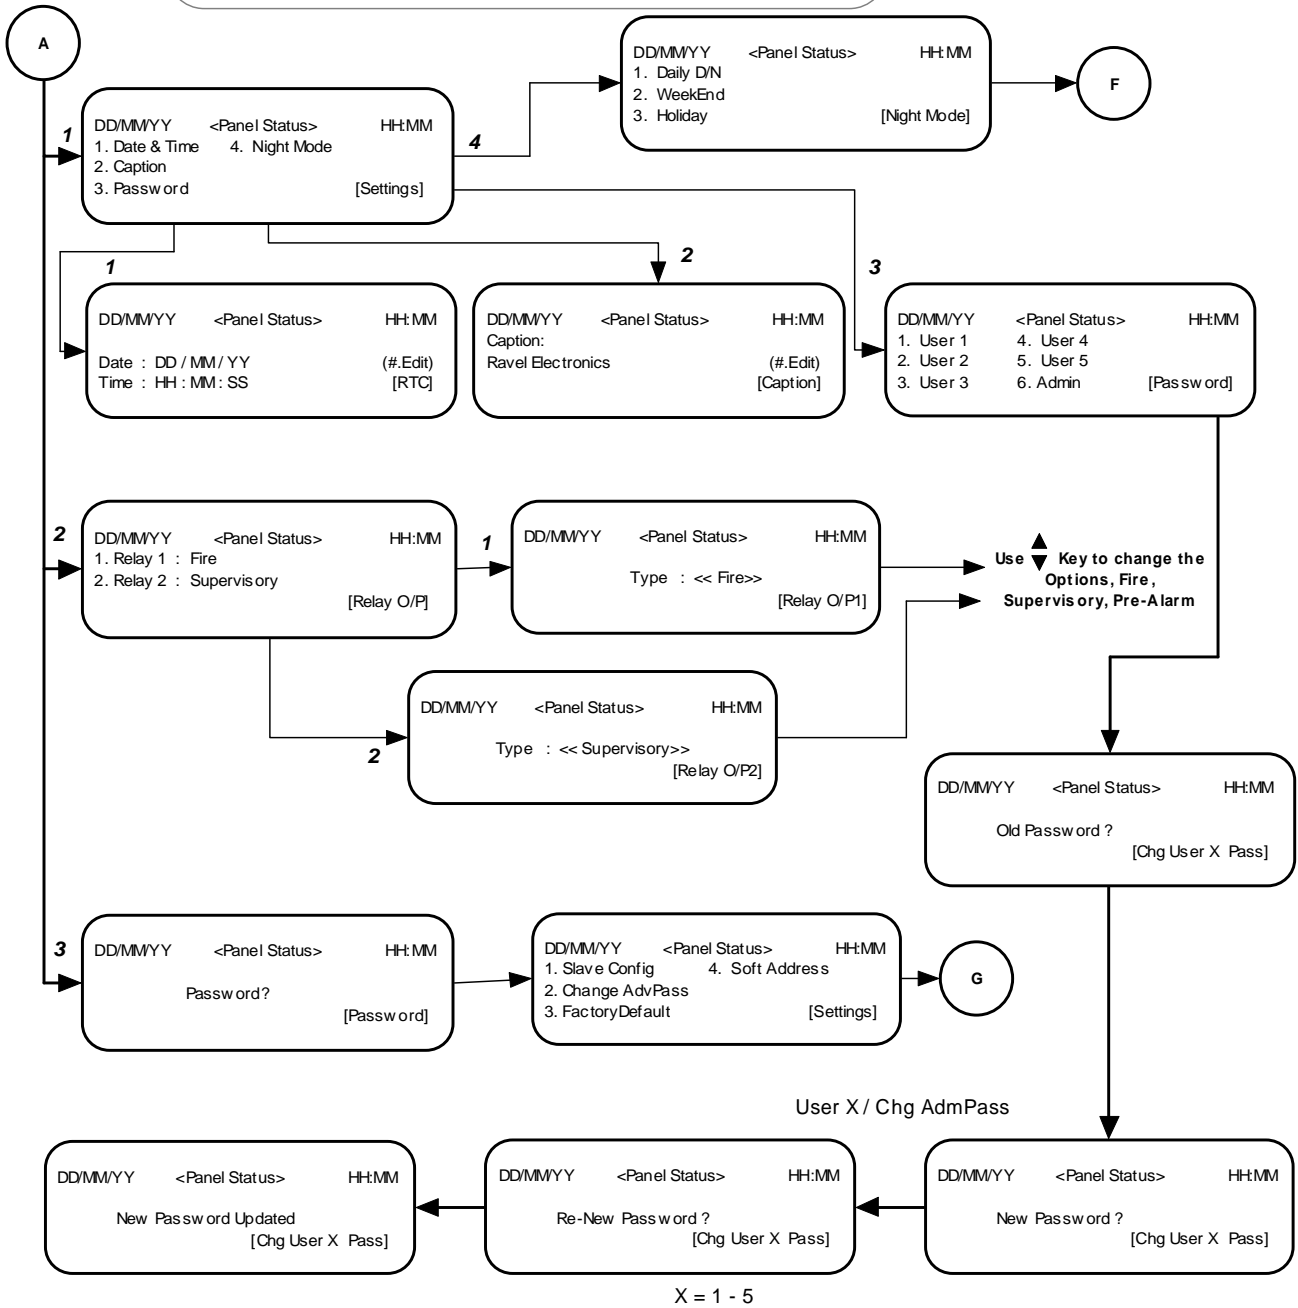 A
DD/MM/YY <Panel Status> HH:MM
1. Daily D/N
2. WeekEnd
3. Holiday [Night Mode]
F
1
DD/MM/YY <Panel Status> HH:MM
1. Date & Time 4. Night Mode
2. Caption
3. Password [Settings]
4
1
2
3
DD/MM/YY <Panel Status> HH:MM
Date : DD / MM / YY (#.Edit)
Time : HH : MM : SS [RTC]
DD/MM/YY <Panel Status> HH:MM
Caption:
Ravel Electronics (#.Edit)
[Caption]
DD/MM/YY <Panel Status> HH:MM
1. User 1 4. User 4
2. User 2 5. User 5
3. User 3 6. Admin [Password]
2
DD/MM/YY <Panel Status> HH:MM
1. Relay 1 : Fire
2. Relay 2 : Supervisory
[Relay O/P]
1
DD/MM/YY <Panel Status> HH:MM
Type : << Fire>>
[Relay O/P1]
Use ▲▼ Key to change the
Options, Fire,
Supervisory, Pre-Alarm
2
DD/MM/YY <Panel Status> HH:MM
Type : << Supervisory>>
[Relay O/P2]
DD/MM/YY <Panel Status> HH:MM
Old Password ?
[Chg User X Pass]
3
DD/MM/YY <Panel Status> HH:MM
Password?
[Password]
DD/MM/YY <Panel Status> HH:MM
1. Slave Config 4. Soft Address
2. Change AdvPass
3. FactoryDefault [Settings]
G
User X / Chg AdmPass
DD/MM/YY <Panel Status> HH:MM
New Password Updated
[Chg User X Pass]
DD/MM/YY <Panel Status> HH:MM
Re-New Password ?
[Chg User X Pass]
DD/MM/YY <Panel Status> HH:MM
New Password ?
[Chg User X Pass]
X = 1 - 5